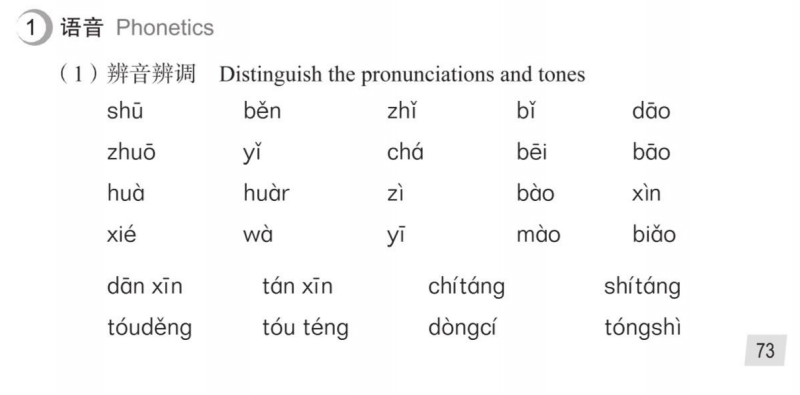 1 语音 Phonetics
（1）辨音辨调 Distinguish the pronunciations and tones
shū běn zhǐ bǐ dāo
zhuō yǐ chá bēi bāo
huà huàr zì bào xìn
xié wà yī mào biǎo
dān xīn tán xīn chítáng shítáng
tóuděng tóu téng dòngcí tóngshì
73